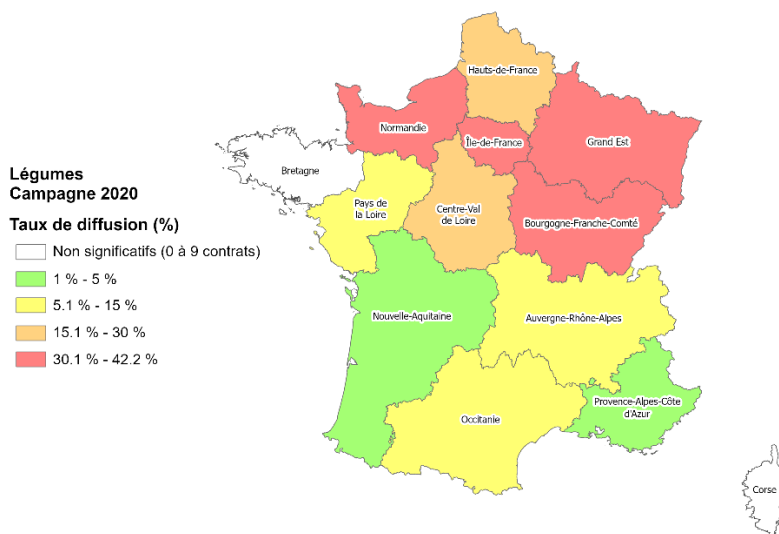 Légumes
Campagne 2020
Taux de diffusion (%)
Non significatifs (0 à 9 contrats)
1 % - 5 %
5.1 % - 15 %
15.1 % - 30 %
30.1 % - 42.2 %
Hauts-de-France
Normandie
Île-de-France
Grand Est
Bretagne
Pays de
la Loire
Centre-Val
de Loire
Bourgogne-Franche-Comté
Nouvelle-Aquitaine
Auvergne-Rhône-Alpes
Provence-Alpes-Côte
d'Azur
Occitanie
Corse